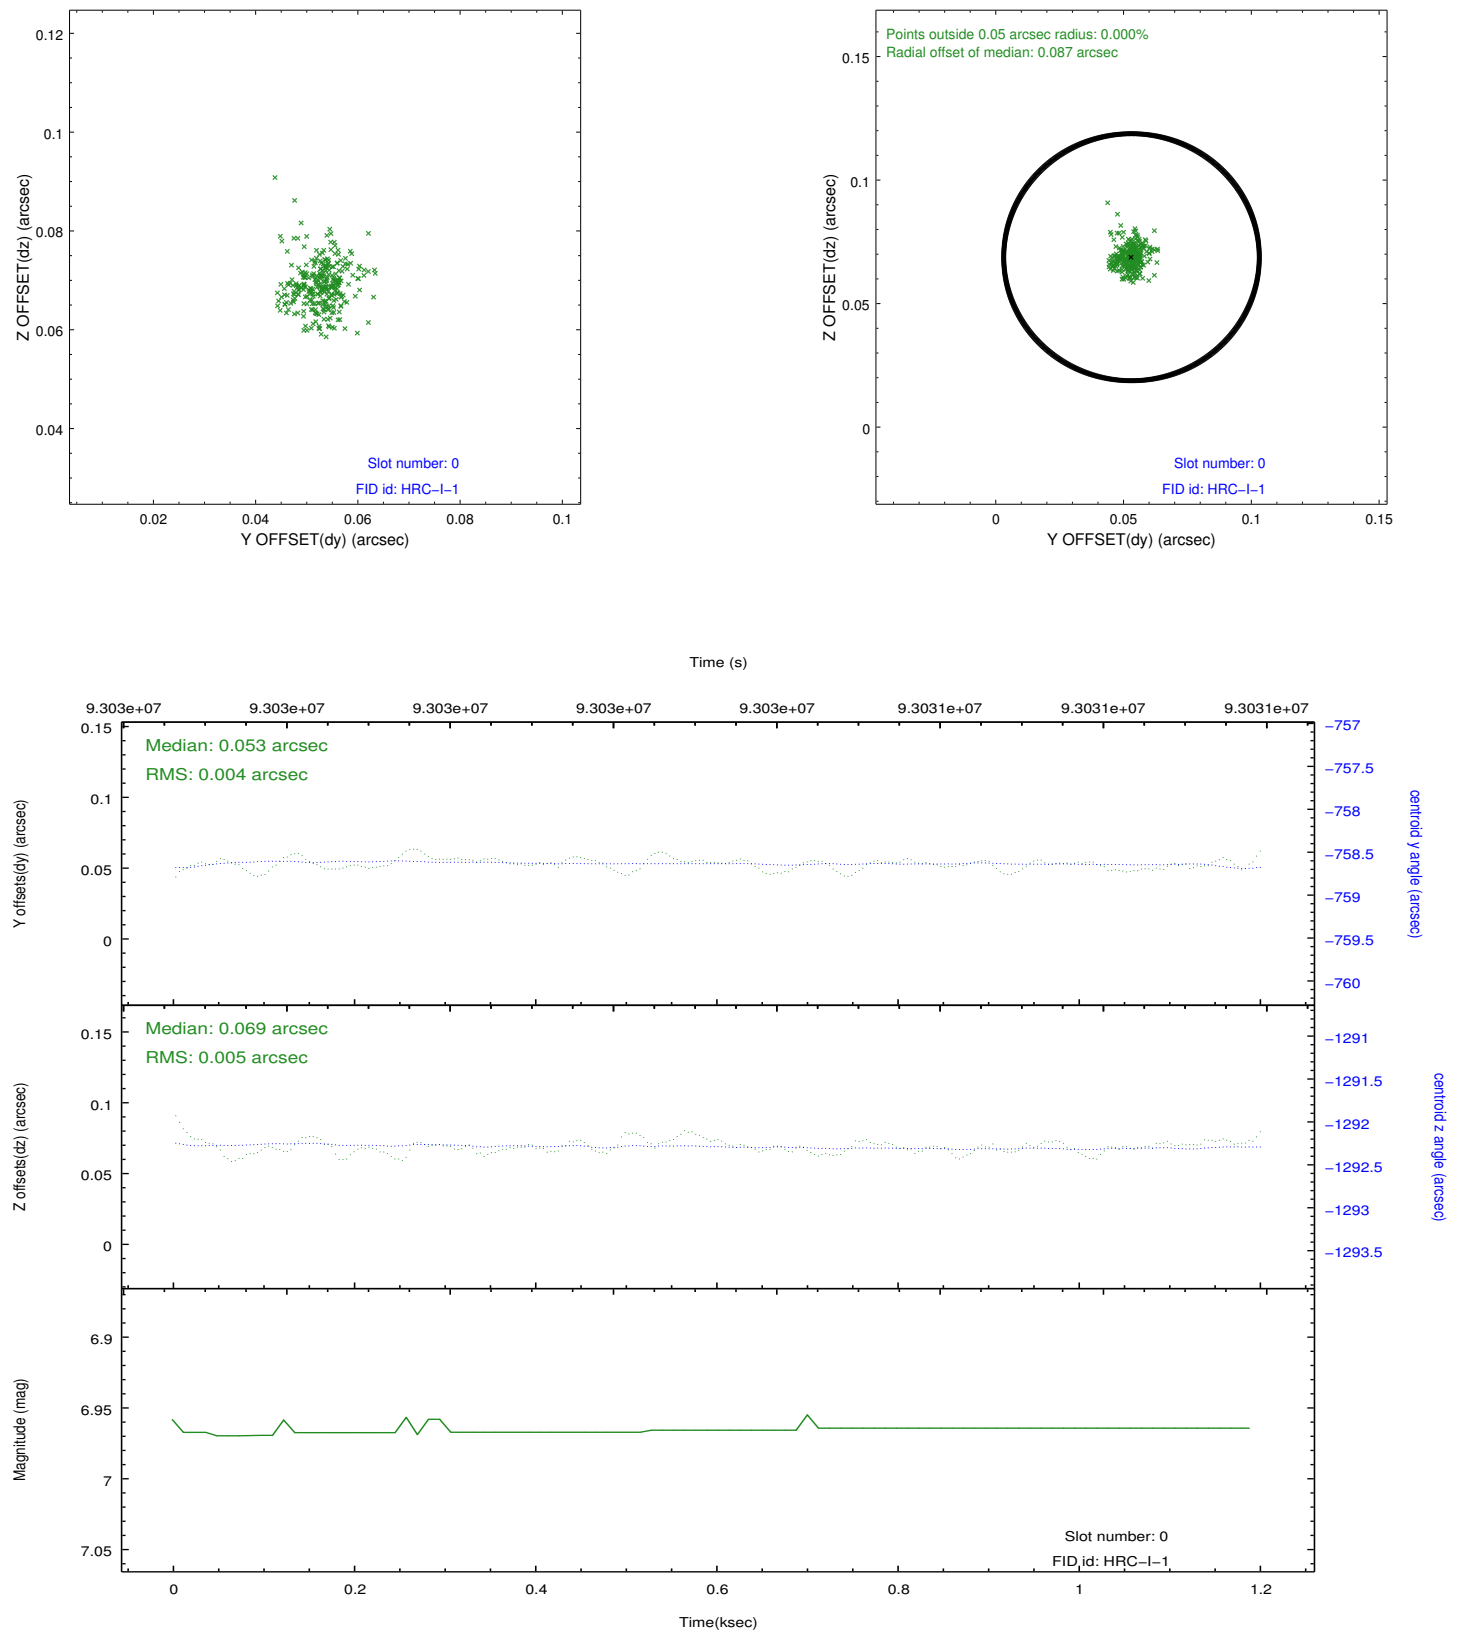 0.12
0.1
0.08
0.06
0.04
Z OFFSET(dz) (arcsec)
Slot number: 0
FID id: HRC−I−1
0.02
0.04
0.06
0.08
0.1
Y OFFSET(dy) (arcsec)
Points outside 0.05 arcsec radius: 0.000%
Radial offset of median: 0.087 arcsec
0.15
0.1
0.05
0
Z OFFSET(dz) (arcsec)
Slot number: 0
FID id: HRC−I−1
0
0.05
0.1
0.15
Y OFFSET(dy) (arcsec)
Time (s)
9.303e+07
9.303e+07
9.303e+07
9.303e+07
9.303e+07
9.3031e+07
9.3031e+07
9.3031e+07
0.15
0.1
0.05
0
Y offsets(dy) (arcsec)
Median: 0.053 arcsec
RMS: 0.004 arcsec
−757
−757.5
−758
−758.5
−759
−759.5
−760
centroid y angle (arcsec)
0.15
0.1
0.05
0
Z offsets(dz) (arcsec)
Median: 0.069 arcsec
RMS: 0.005 arcsec
−1291
−1291.5
−1292
−1292.5
−1293
−1293.5
centroid z angle (arcsec)
6.9
6.95
7
7.05
Magnitude (mag)
Slot number: 0
FID id: HRC−I−1
0
0.2
0.4
0.6
0.8
1
1.2
Time(ksec)